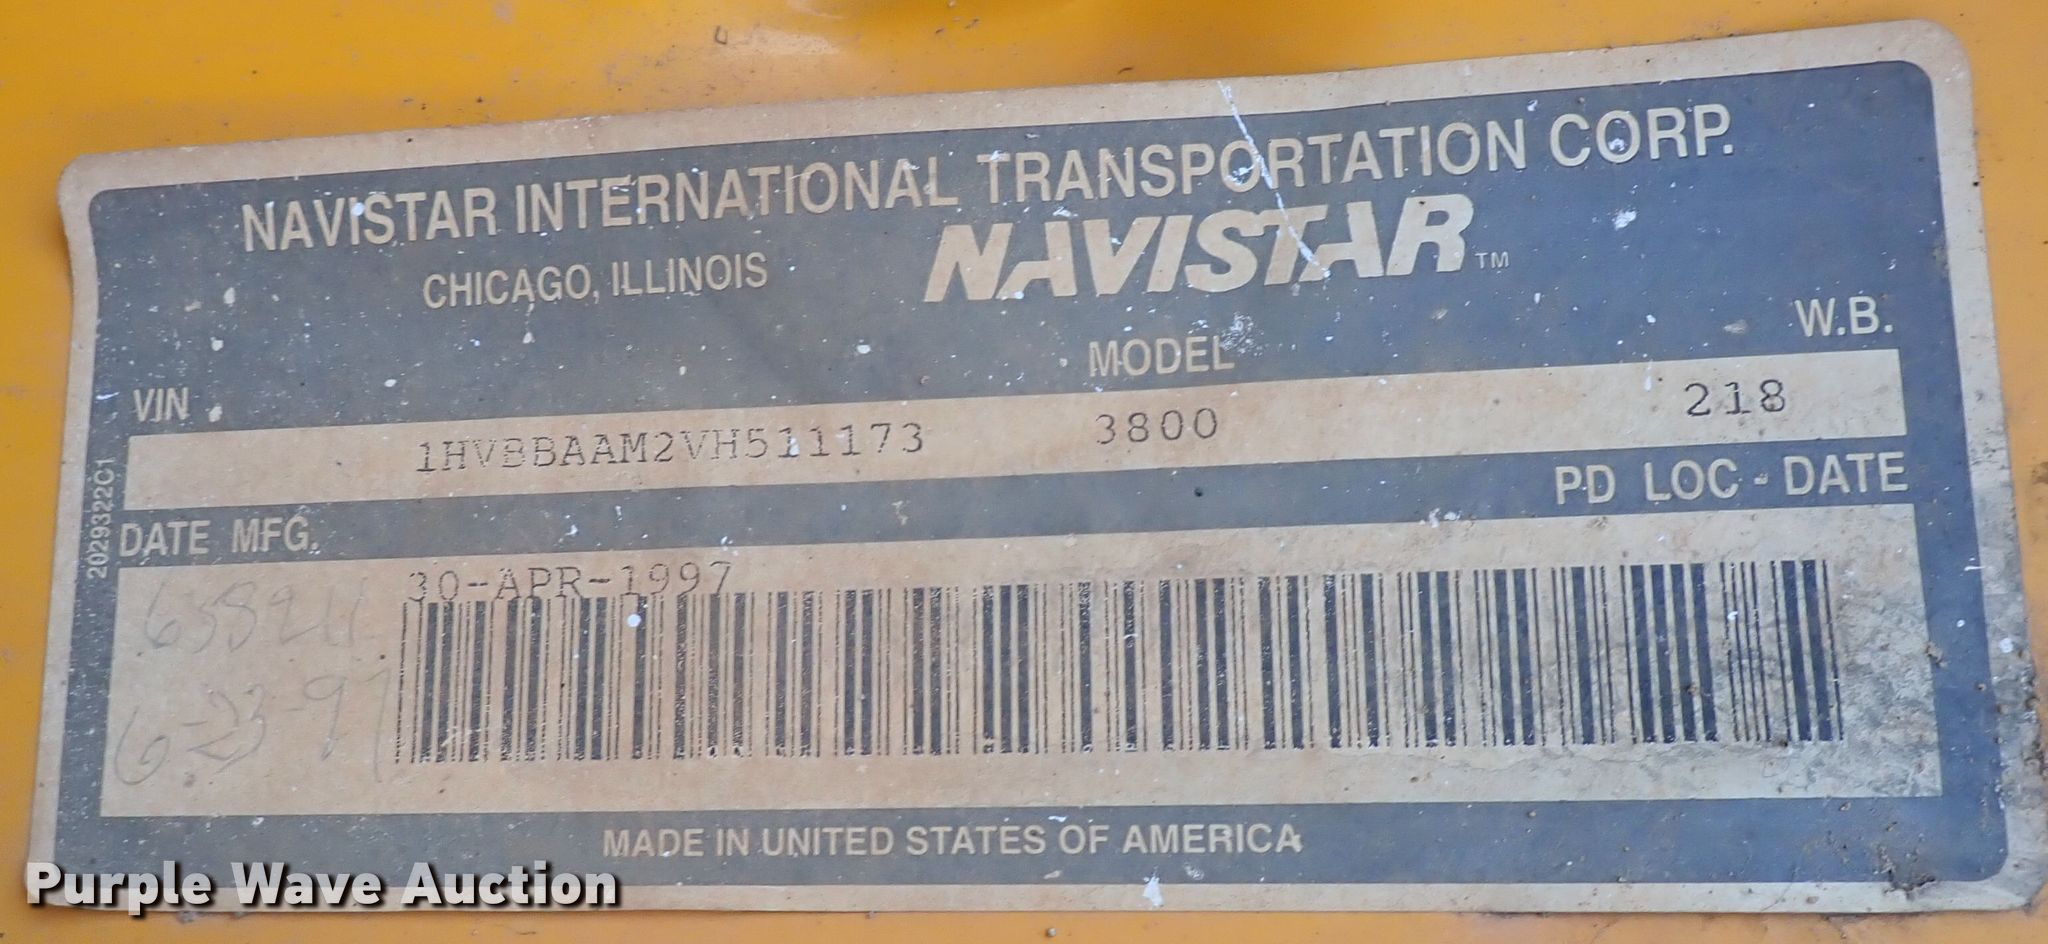 NAVISTAR INTERNATIONAL TRANSPORTATION CORP.
CHICAGO, ILLINOIS
NAVISTAR™
VIN
MODEL
W.B.
1HVBBAAM2VH511173
3800
218
2029322C1
DATE MFG.
PD LOC - DATE
30-APR-1997
6-23-97
MADE IN UNITED STATES OF AMERICA
Purple Wave Auction